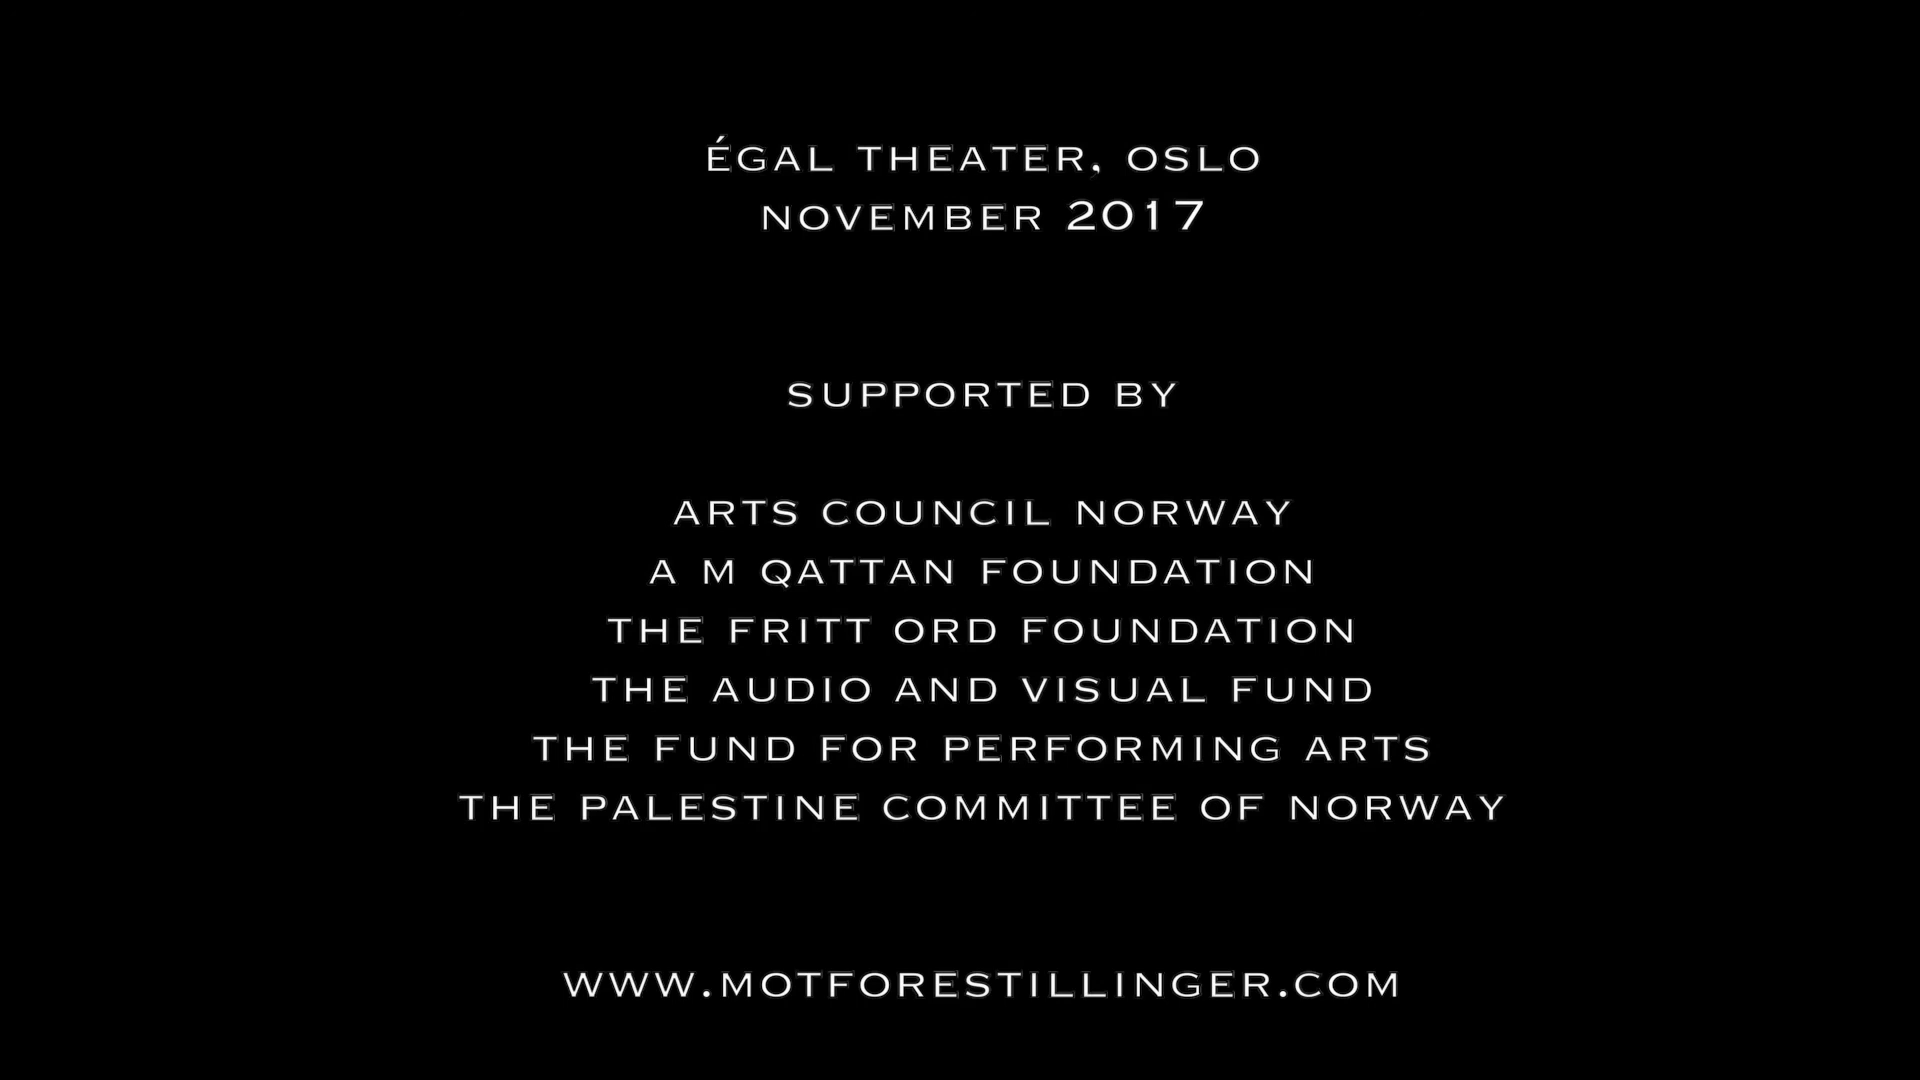 ÉGAL THEATER, OSLO
NOVEMBER 2017
SUPPORTED BY
ARTS COUNCIL NORWAY
A M QATTAN FOUNDATION
THE FRITT ORD FOUNDATION
THE AUDIO AND VISUAL FUND
THE FUND FOR PERFORMING ARTS
THE PALESTINE COMMITTEE OF NORWAY
WWW.MOTFORESTILLINGER.COM